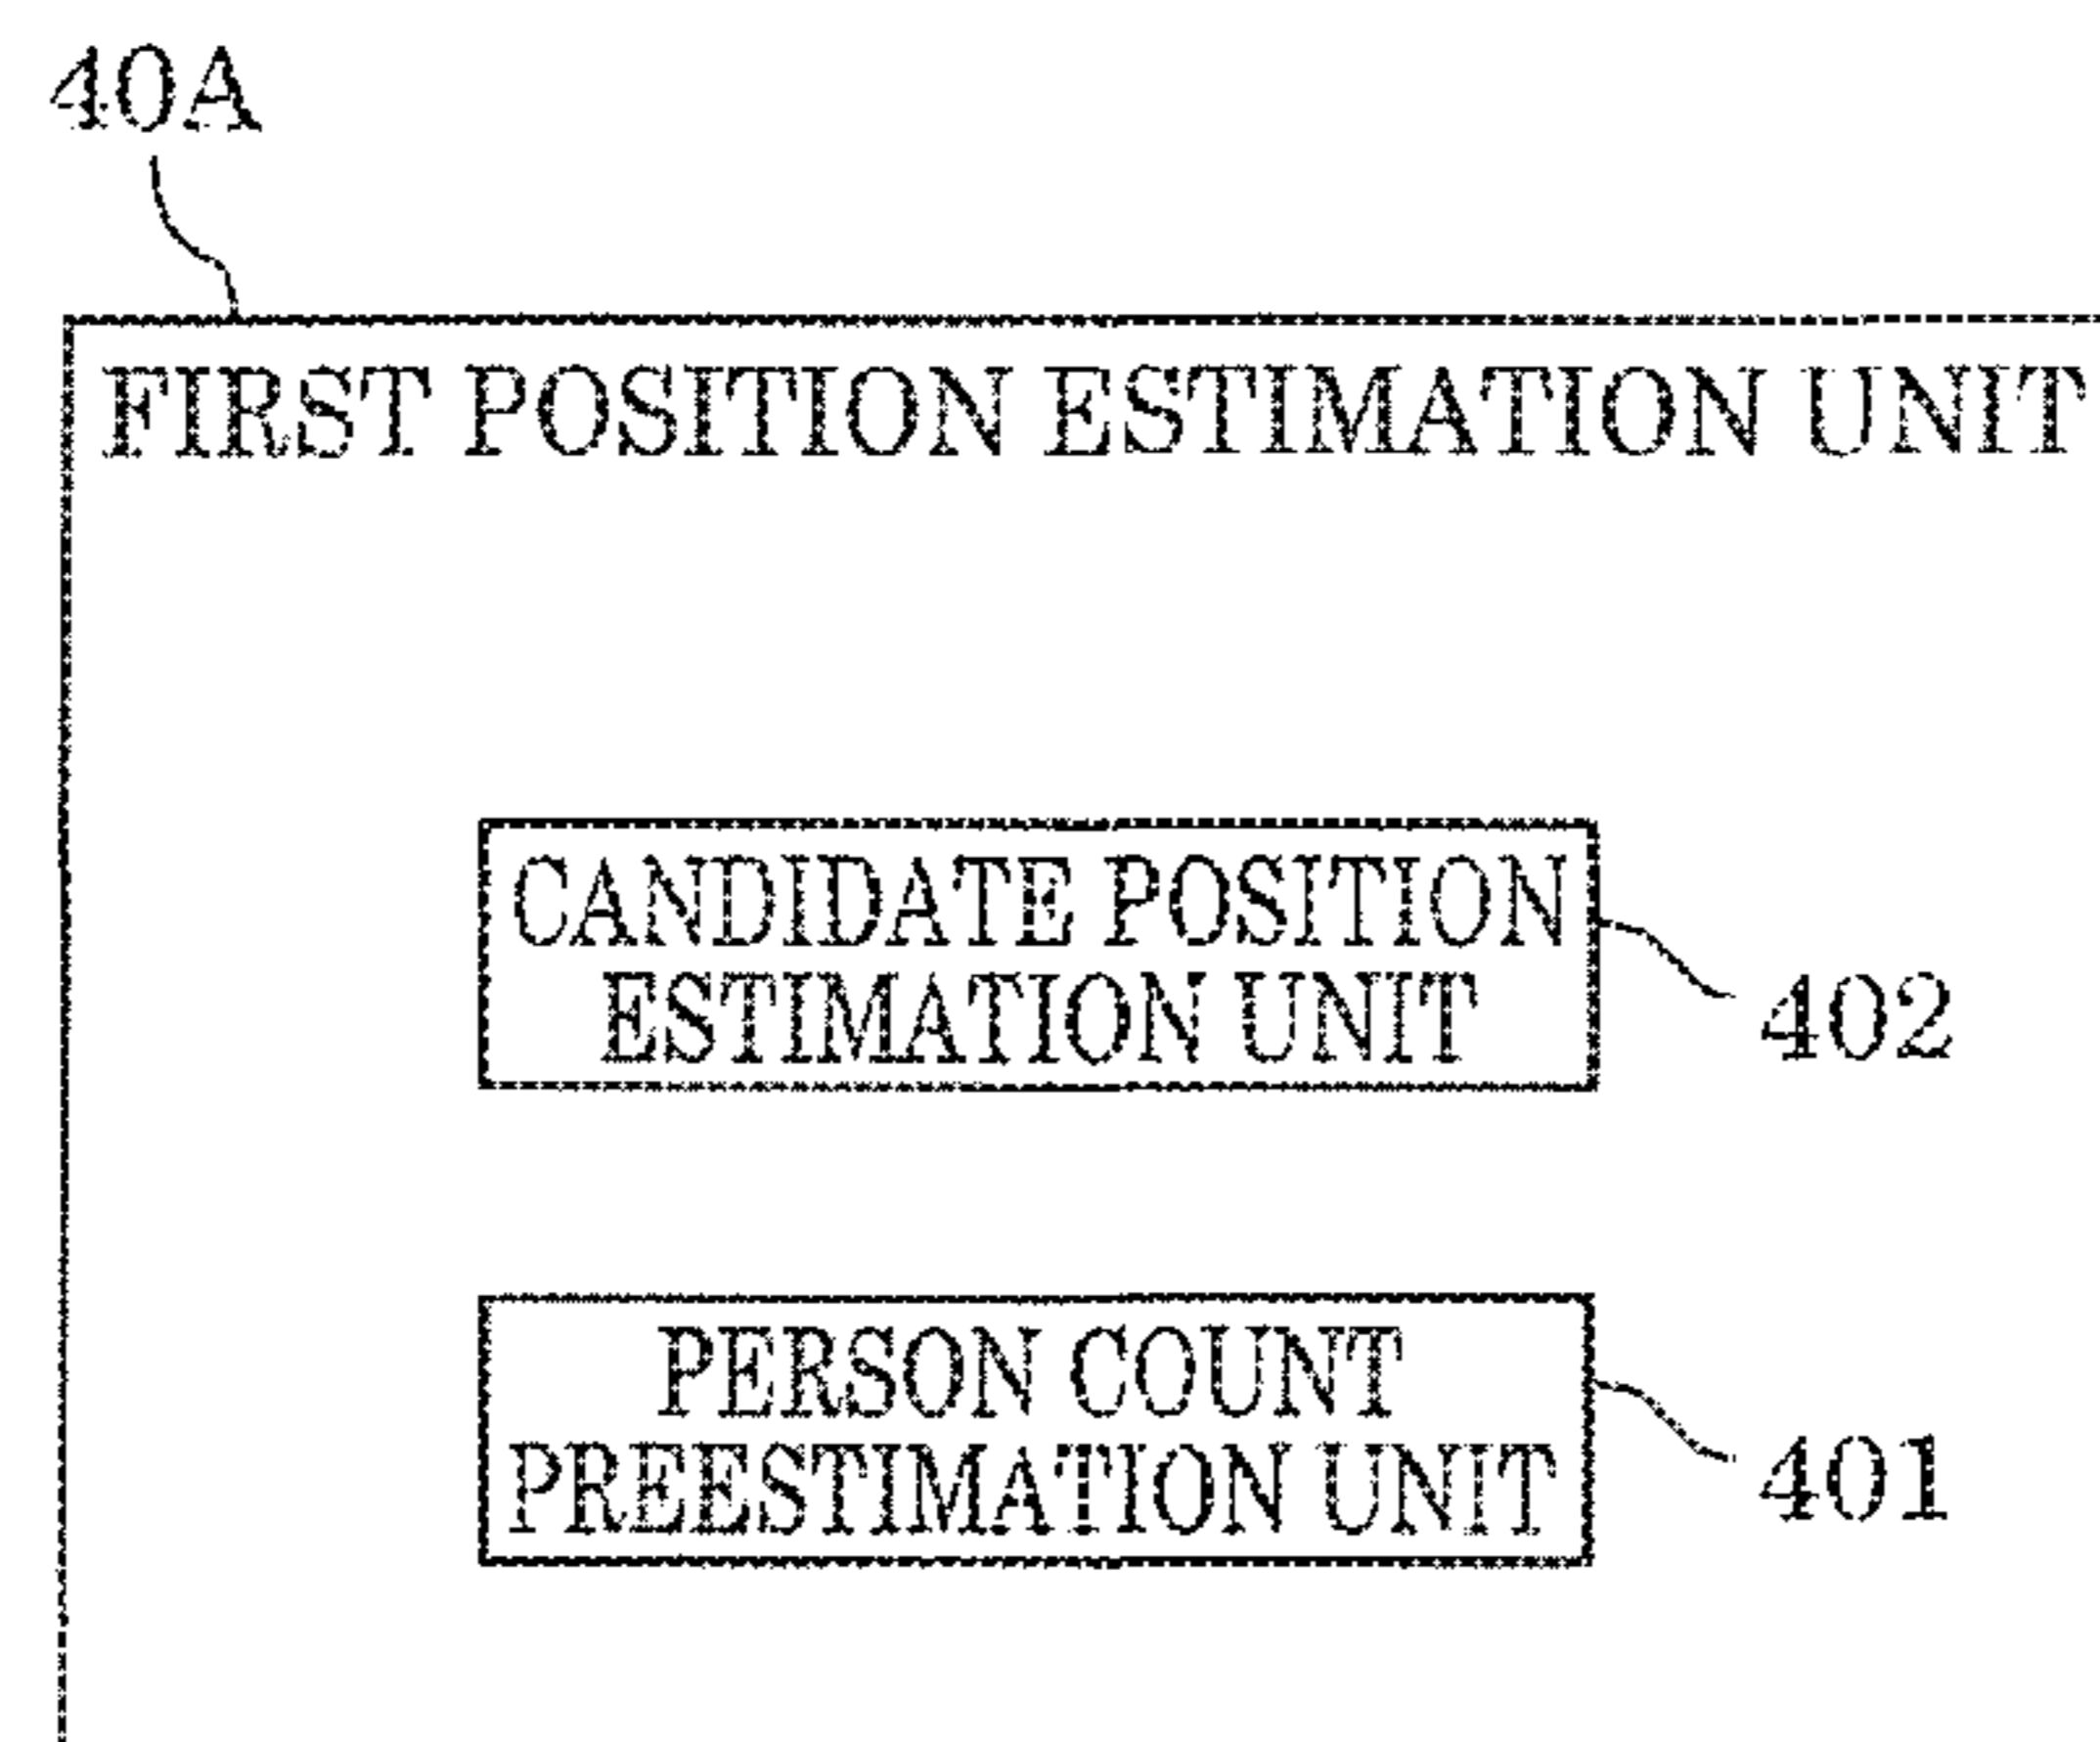 40A
FIRST POSITION ESTIMATION UNIT
CANDIDATE POSITION
ESTIMATION UNIT
402
PERSON COUNT
PREESTIMATION UNIT
401